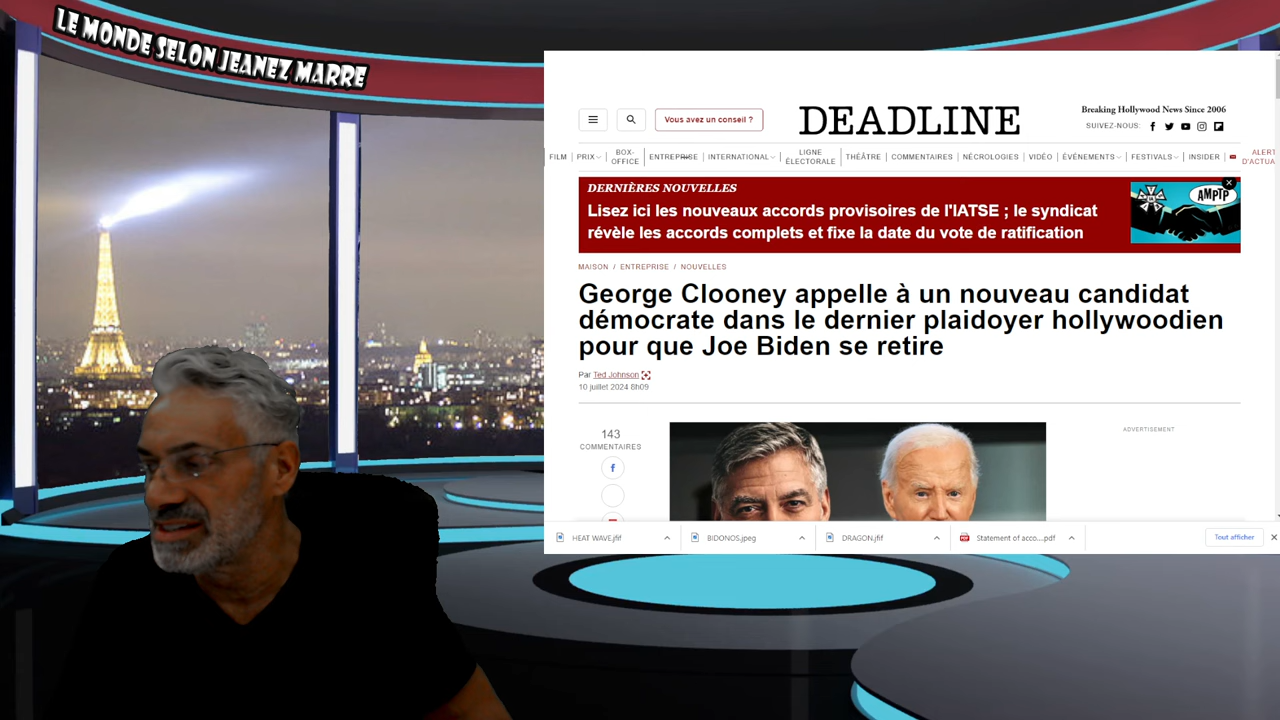 LE MONDE SELON JEANEZ MARRE
Vous avez un conseil ?
DEADLINE
Breaking Hollywood News Since 2006
SUIVEZ-NOUS:
FILM
PRIX
BOX-
OFFICE
ENTREPRISE
INTERNATIONAL
LIGNE
ÉLECTORALE
THÉÂTRE
COMMENTAIRES
NÉCROLOGIES
VIDÉO
ÉVÉNEMENTS
FESTIVALS
INSIDER
ALERT
D'ACTUA
DERNIÈRES NOUVELLES
Lisez ici les nouveaux accords provisoires de l'IATSE ; le syndicat
révèle les accords complets et fixe la date du vote de ratification
AMPTP
MAISON / ENTREPRISE / NOUVELLES
George Clooney appelle à un nouveau candidat
démocrate dans le dernier plaidoyer hollywoodien
pour que Joe Biden se retire
Par Ted Johnson
10 juillet 2024 8h09
143
COMMENTAIRES
ADVERTISEMENT
HEAT WAVE.jfif
BIDONOS.jpeg
DRAGON.jfif
Statement of acco....pdf
Tout afficher